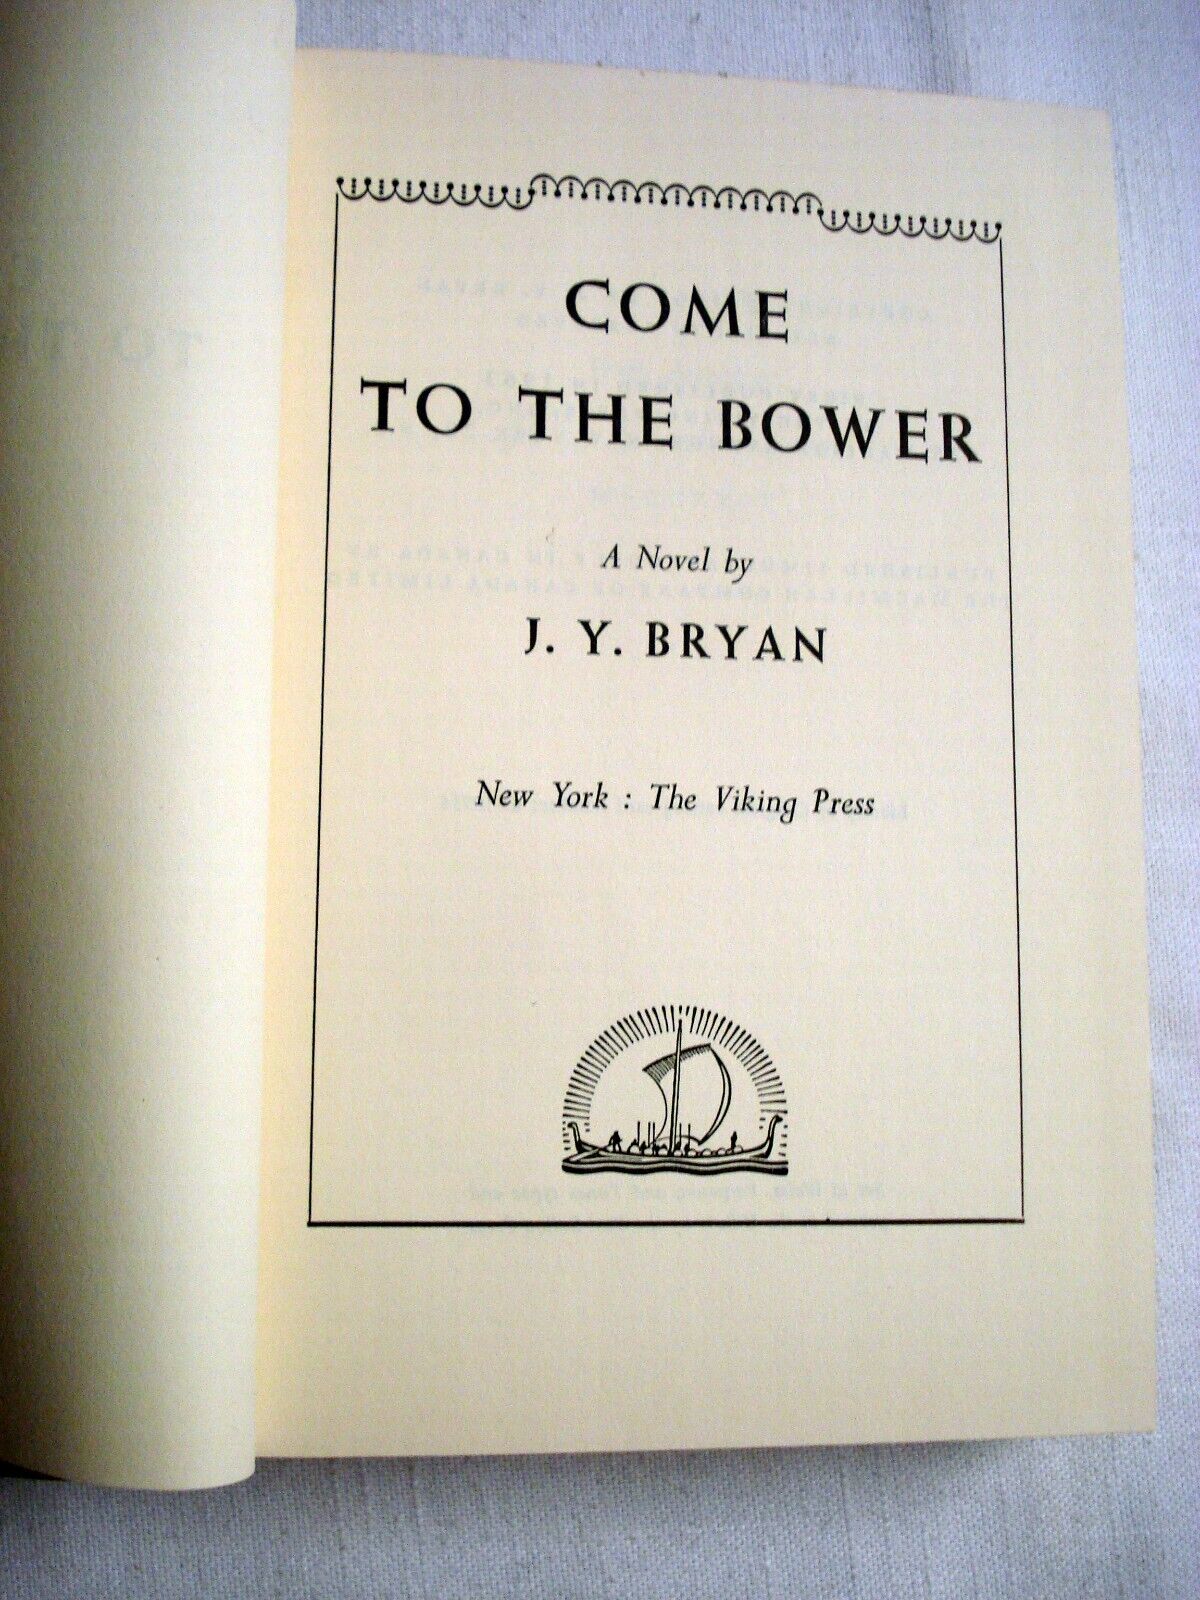 COME
TO THE BOWER
A Novel by
J. Y. BRYAN
New York : The Viking Press